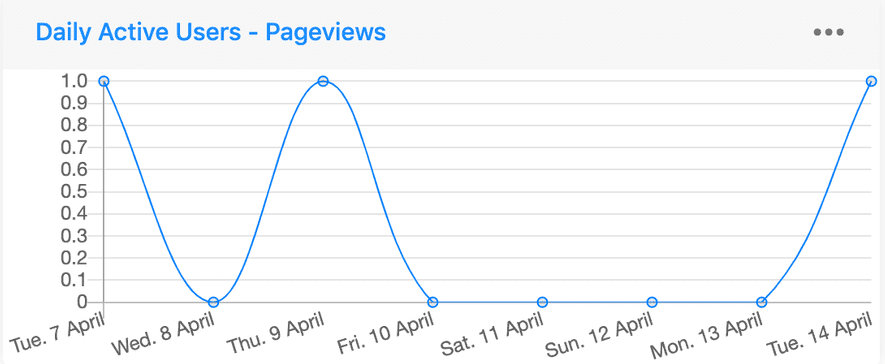 Daily Active Users - Pageviews
1.0
0.9
0.8
0.7
0.6
0.5
0.4
0.3
0.2
0.1
0
Tue. 7 April
Wed. 8 April
Thu. 9 April
Fri. 10 April
Sat. 11 April
Sun. 12 April
Mon. 13 April
Tue. 14 April